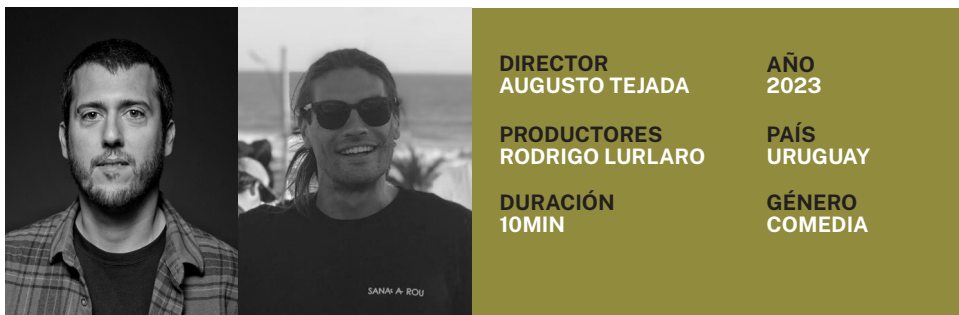 DIRECTOR
AUGUSTO TEJADA
PRODUCTORES
RODRIGO LURLARO
DURACIÓN
10MIN
AÑO
2023
PAÍS
URUGUAY
GÉNERO
COMEDIA